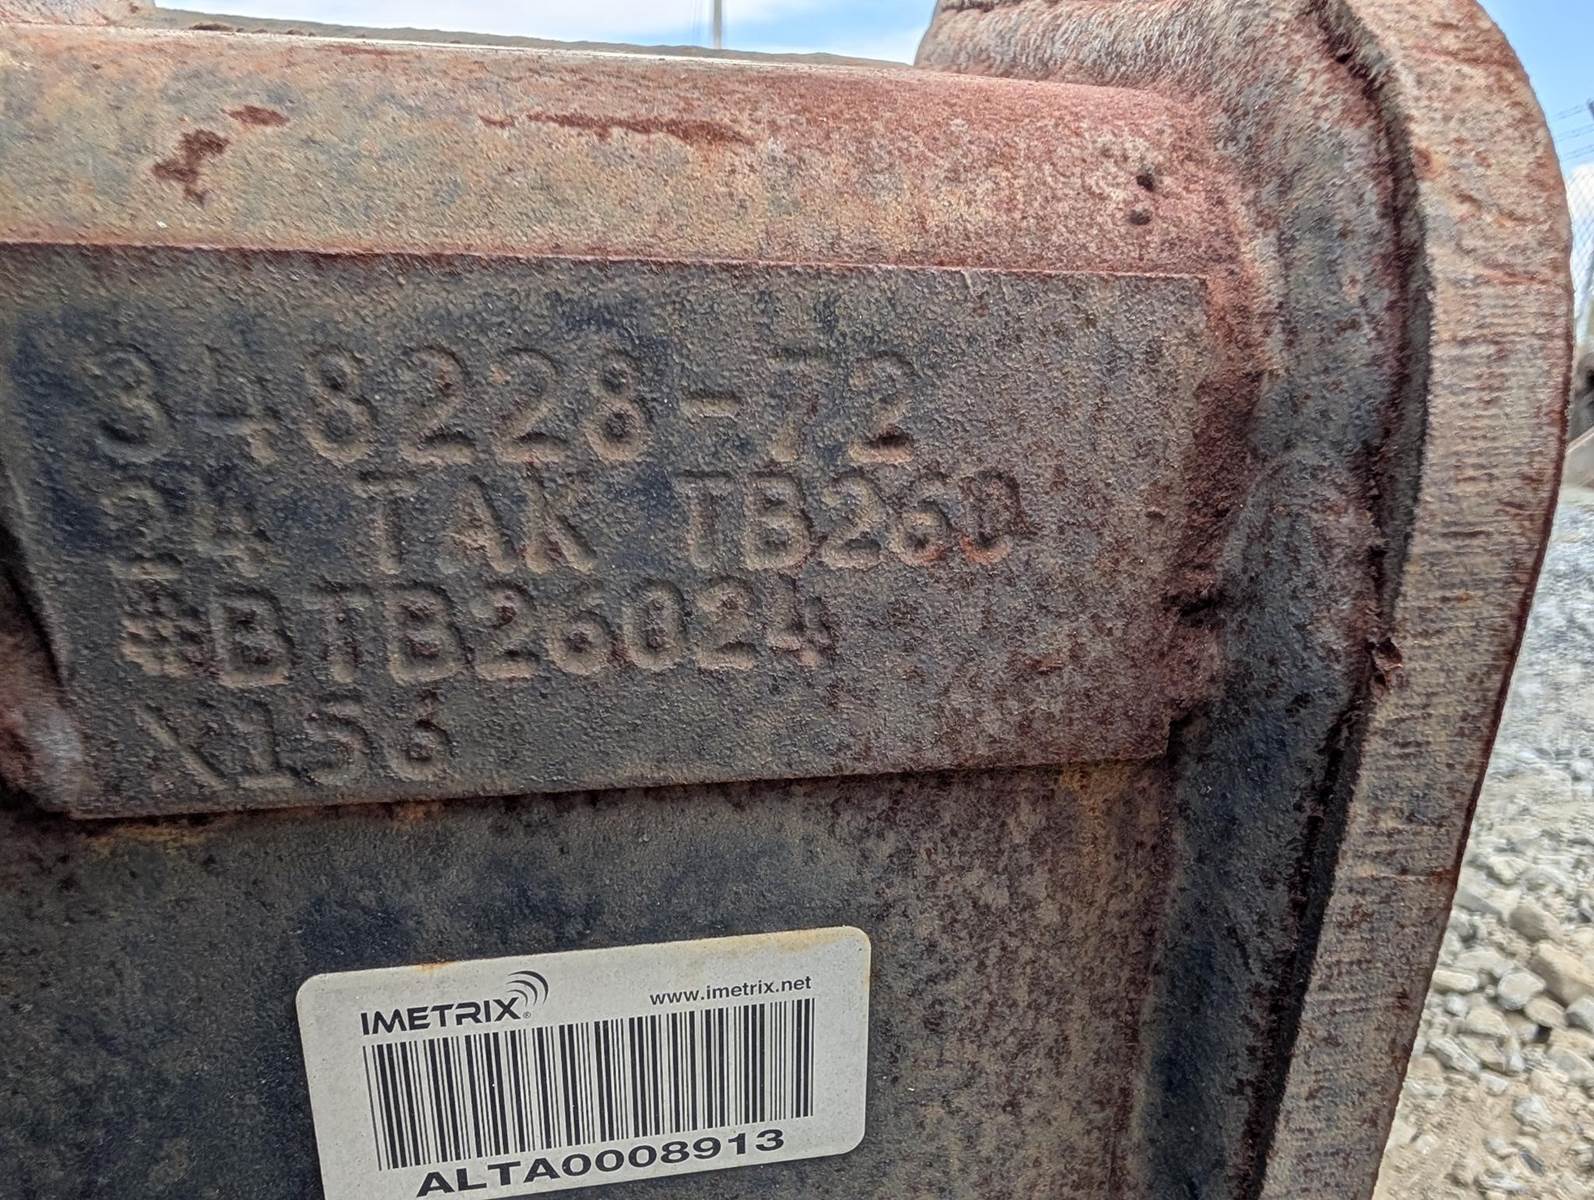 348228-72
24 TAK TB260
#BTB26024
X156
IMETRIX®
www.imetrix.net
ALTA0008913